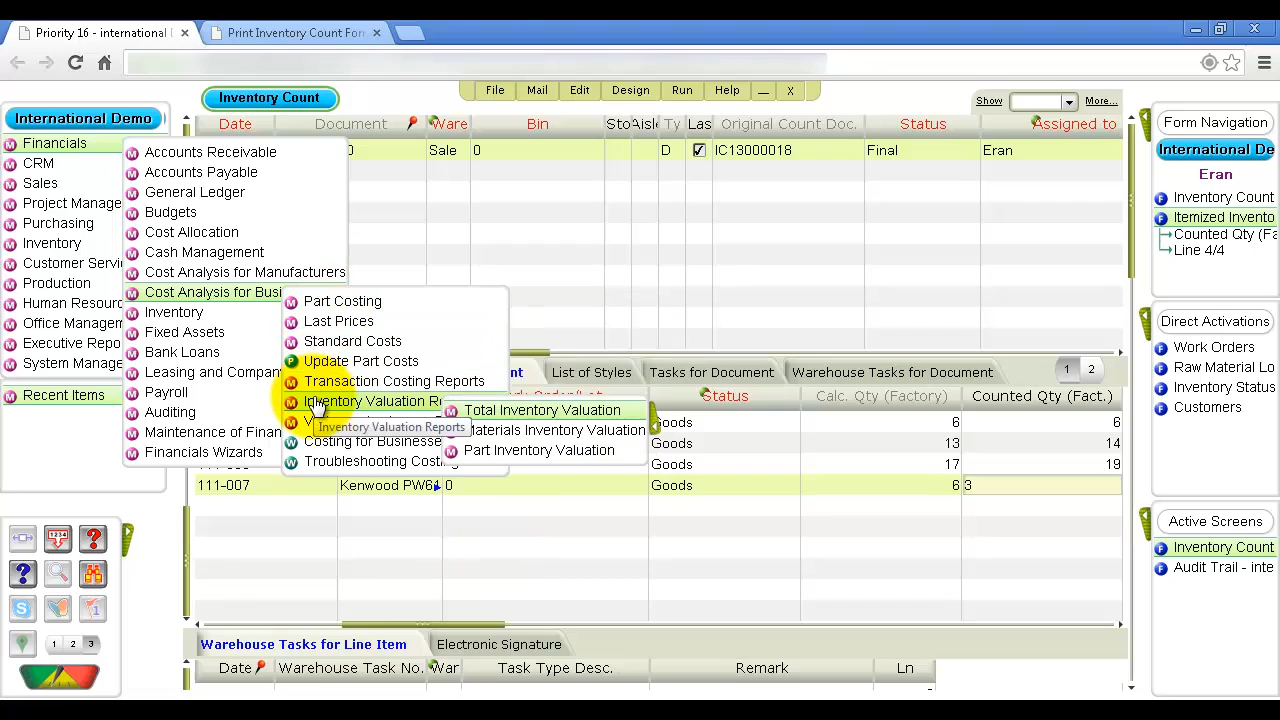 Priority 16 - international
Print Inventory Count For
International Demo
Inventory Count
File Mail Edit Design Run Help X
Show More...
Financials
CRM
Sales
Project Manage
Purchasing
Inventory
Customer Servi
Production
Human Resourc
Office Managem
Executive Repo
System Manage
Recent Items
Accounts Receivable
Accounts Payable
General Ledger
Budgets
Cost Allocation
Cash Management
Cost Analysis for Manufacturers
Cost Analysis for Busi
Inventory
Fixed Assets
Bank Loans
Leasing and Compan
Payroll
Auditing
Maintenance of Finan
Financials Wizards
Part Costing
Last Prices
Standard Costs
Update Part Costs
Transaction Costing Reports
Inventory Valuation Re
Inventory Valuation Reports
Costing for Businesse
Troubleshooting Costing
Total Inventory Valuation
Materials Inventory Valuation
Part Inventory Valuation
Date Document Ware Bin Sto Aisle Ty Las Original Count Doc. Status Assigned to
0 Sale 0 D IC13000018 Final Eran
List of Styles Tasks for Document Warehouse Tasks for Document 1 2
Status Calc. Qty (Factory) Counted Qty (Fact.)
Goods 6 6
Goods 13 14
Goods 17 19
111-007 Kenwood PW64 0 Goods 6 3
Warehouse Tasks for Line Item Electronic Signature
Date Warehouse Task No. War Task Type Desc. Remark Ln
1 2 3
1234
Form Navigation
International De
Eran
Inventory Count
Itemized Invento
Counted Qty (Fa
Line 4/4
Direct Activations
Work Orders
Raw Material Lo
Inventory Status
Customers
Active Screens
Inventory Count
Audit Trail - inte